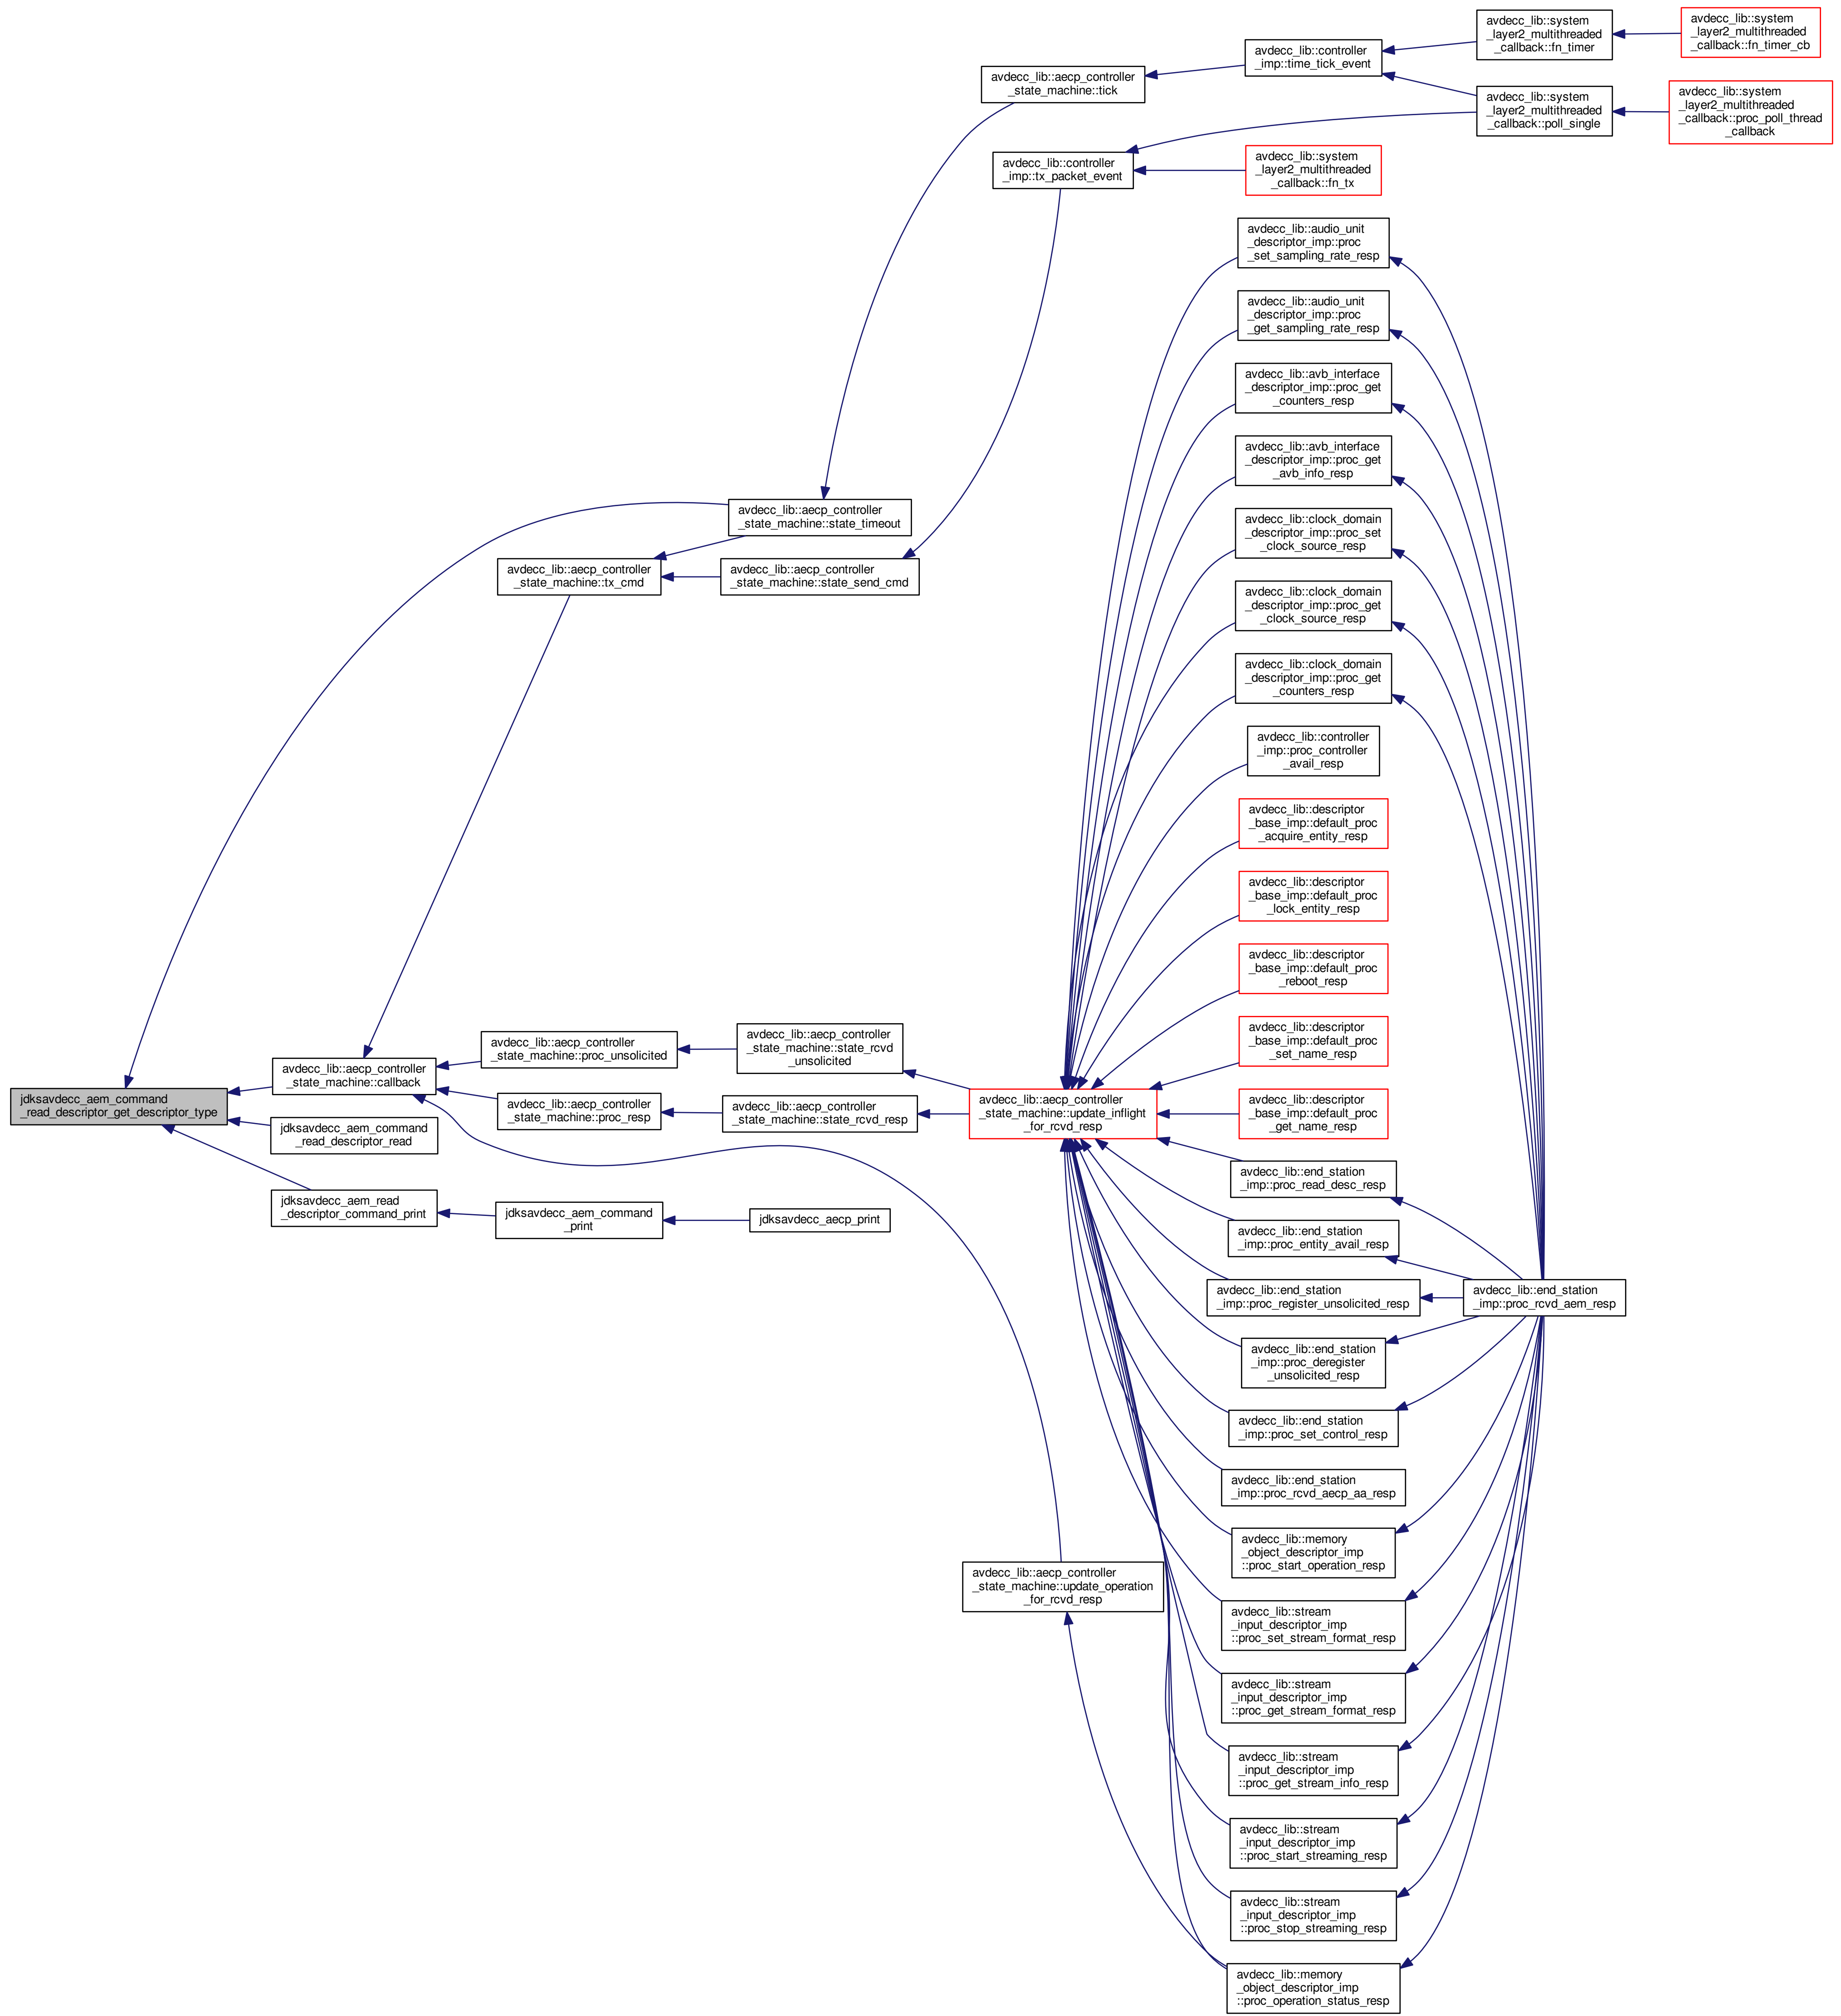 avdecc_lib::system
_layer2_multithreaded
_callback::fn_timer
avdecc_lib::system
_layer2_multithreaded
_callback::fn_timer_cb
avdecc_lib::controller
_imp::time_tick_event
avdecc_lib::aecp_controller
_state_machine::tick
avdecc_lib::system
_layer2_multithreaded
_callback::poll_single
avdecc_lib::system
_layer2_multithreaded
_callback::proc_poll_thread
_callback
avdecc_lib::controller
_imp::tx_packet_event
avdecc_lib::system
_layer2_multithreaded
_callback::fn_tx
avdecc_lib::audio_unit
_descriptor_imp::proc
_set_sampling_rate_resp
avdecc_lib::audio_unit
_descriptor_imp::proc
_get_sampling_rate_resp
avdecc_lib::avb_interface
_descriptor_imp::proc_get
_counters_resp
avdecc_lib::avb_interface
_descriptor_imp::proc_get
_avb_info_resp
avdecc_lib::aecp_controller
_state_machine::state_timeout
avdecc_lib::clock_domain
_descriptor_imp::proc_set
_clock_source_resp
avdecc_lib::aecp_controller
_state_machine::tx_cmd
avdecc_lib::aecp_controller
_state_machine::state_send_cmd
avdecc_lib::clock_domain
_descriptor_imp::proc_get
_clock_source_resp
avdecc_lib::clock_domain
_descriptor_imp::proc_get
_counters_resp
avdecc_lib::controller
_imp::proc_controller
_avail_resp
avdecc_lib::descriptor
_base_imp::default_proc
_acquire_entity_resp
avdecc_lib::descriptor
_base_imp::default_proc
_lock_entity_resp
avdecc_lib::descriptor
_base_imp::default_proc
_reboot_resp
avdecc_lib::descriptor
_base_imp::default_proc
_set_name_resp
avdecc_lib::aecp_controller
_state_machine::proc_unsolicited
avdecc_lib::aecp_controller
_state_machine::state_rcvd
_unsolicited
avdecc_lib::aecp_controller
_state_machine::callback
jdksavdecc_aem_command
_read_descriptor_get_descriptor_type
avdecc_lib::aecp_controller
_state_machine::proc_resp
avdecc_lib::aecp_controller
_state_machine::state_rcvd_resp
avdecc_lib::aecp_controller
_state_machine::update_inflight
_for_rcvd_resp
avdecc_lib::descriptor
_base_imp::default_proc
_get_name_resp
jdksavdecc_aem_command
_read_descriptor_read
avdecc_lib::end_station
_imp::proc_read_desc_resp
jdksavdecc_aem_read
_descriptor_command_print
jdksavdecc_aem_command
_print
jdksavdecc_aecp_print
avdecc_lib::end_station
_imp::proc_entity_avail_resp
avdecc_lib::end_station
_imp::proc_register_unsolicited_resp
avdecc_lib::end_station
_imp::proc_rcvd_aem_resp
avdecc_lib::end_station
_imp::proc_deregister
_unsolicited_resp
avdecc_lib::end_station
_imp::proc_set_control_resp
avdecc_lib::end_station
_imp::proc_rcvd_aecp_aa_resp
avdecc_lib::memory
_object_descriptor_imp
::proc_start_operation_resp
avdecc_lib::aecp_controller
_state_machine::update_operation
_for_rcvd_resp
avdecc_lib::stream
_input_descriptor_imp
::proc_set_stream_format_resp
avdecc_lib::stream
_input_descriptor_imp
::proc_get_stream_format_resp
avdecc_lib::stream
_input_descriptor_imp
::proc_get_stream_info_resp
avdecc_lib::stream
_input_descriptor_imp
::proc_start_streaming_resp
avdecc_lib::stream
_input_descriptor_imp
::proc_stop_streaming_resp
avdecc_lib::memory
_object_descriptor_imp
::proc_operation_status_resp